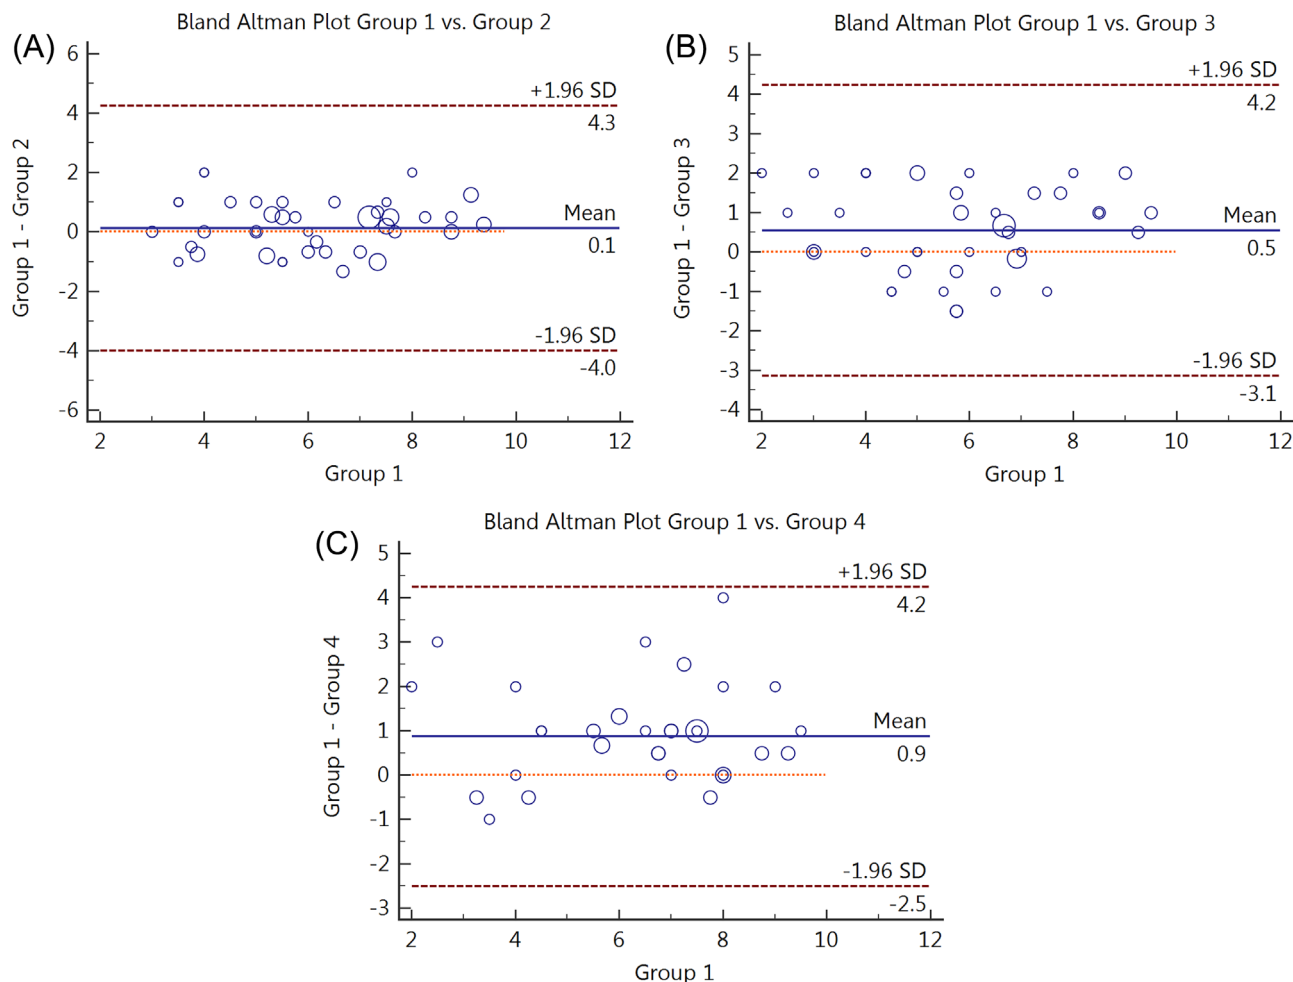 Bland Altman Plot Group 1 vs. Group 2
(A)
6
4
2
0
-2
-4
-6
Group 1 - Group 2
+1.96 SD
4.3
Mean
0.1
-1.96 SD
-4.0
2 4 6 8 10 12
Group 1
Bland Altman Plot Group 1 vs. Group 3
(B)
5
4
3
2
1
0
-1
-2
-3
-4
Group 1 - Group 3
+1.96 SD
4.2
Mean
0.5
-1.96 SD
-3.1
2 4 6 8 10 12
Group 1
Bland Altman Plot Group 1 vs. Group 4
(C)
5
4
3
2
1
0
-1
-2
-3
Group 1 - Group 4
+1.96 SD
4.2
Mean
0.9
-1.96 SD
-2.5
2 4 6 8 10 12
Group 1